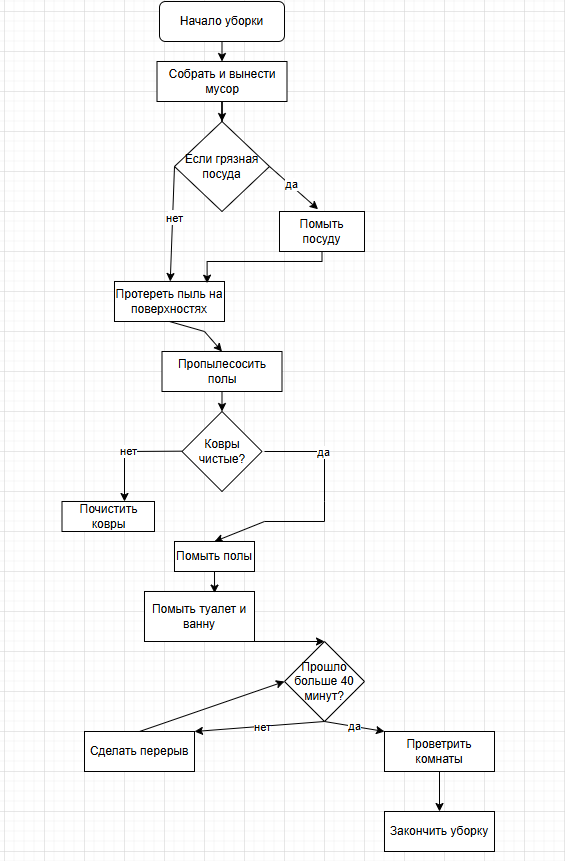 Начало уборки
Собрать и вынести
мусор
Если грязная
посуда
да
нет
Помыть
посуду
Протереть пыль на
поверхностях
Пропылесосить
полы
Ковры
чистые?
нет
да
Почистить
ковры
Помыть полы
Помыть туалет и
ванну
Прошло
больше 40
минут?
нет
да
Сделать перерыв
Проветрить
комнаты
Закончить уборку